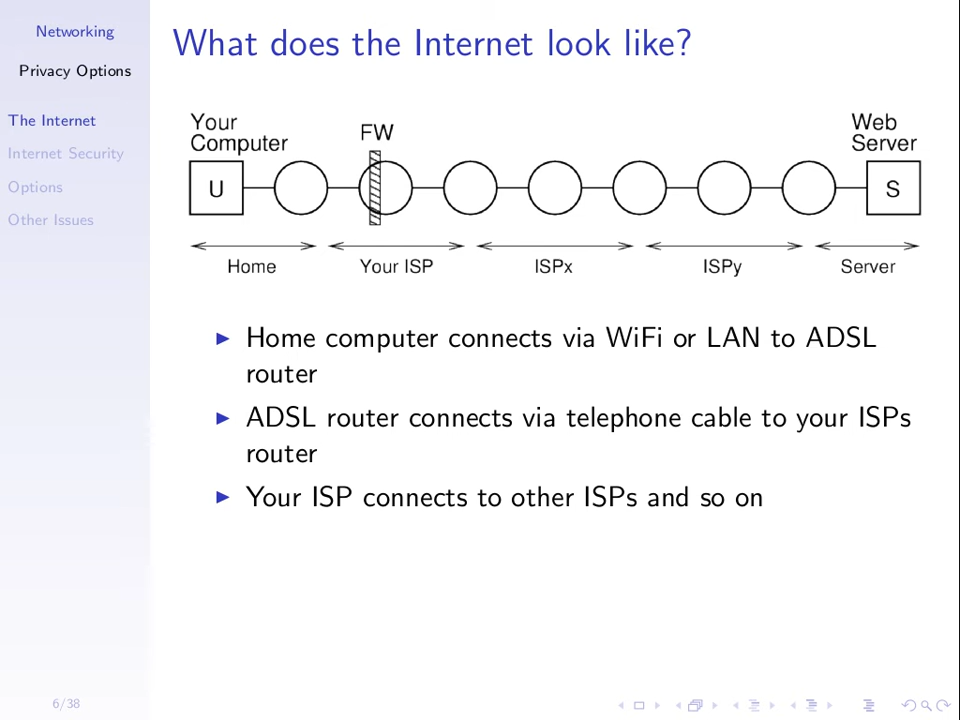 Networking
Privacy Options
The Internet
Internet Security
Options
Other Issues
6/38
What does the Internet look like?
Your
Computer
FW
Web
Server
U
S
Home
Your ISP
ISPx
ISPy
Server
Home computer connects via WiFi or LAN to ADSL
router
ADSL router connects via telephone cable to your ISPs
router
Your ISP connects to other ISPs and so on